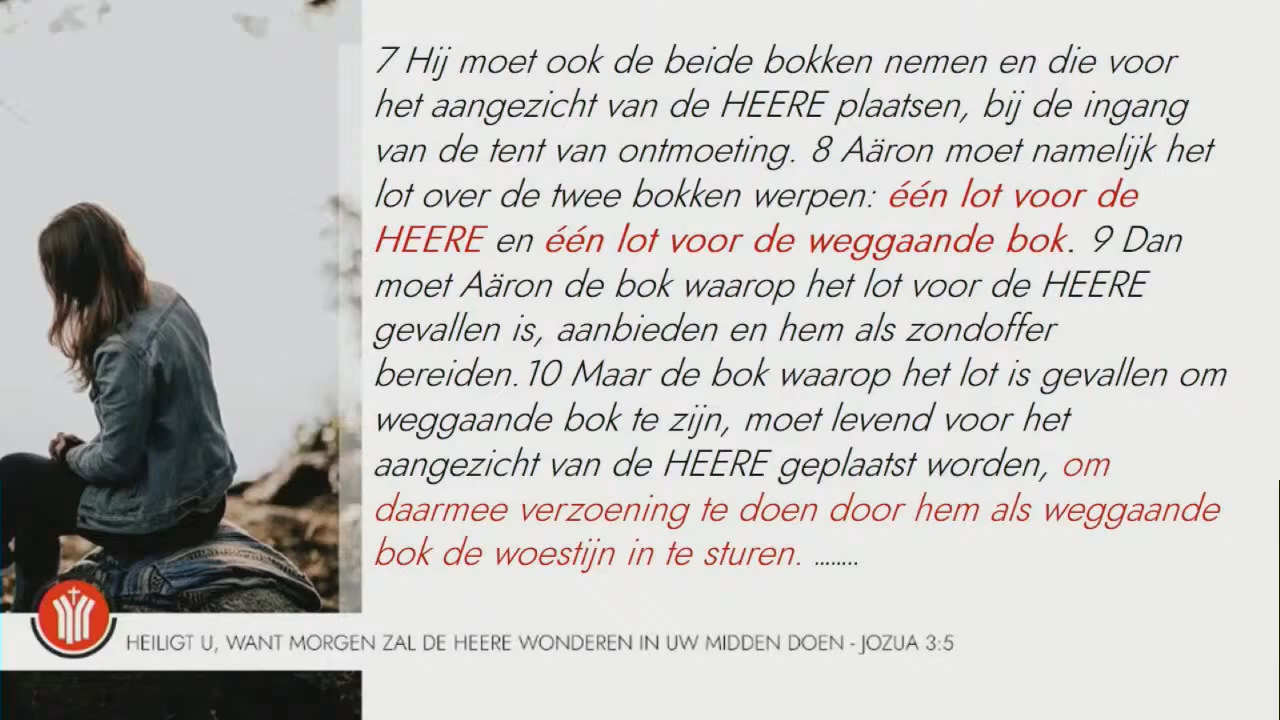 7 Hij moet ook de beide bokken nemen en die voor
het aangezicht van de HEERE plaatsen, bij de ingang
van de tent van ontmoeting. 8 Aäron moet namelijk het
lot over de twee bokken werpen: één lot voor de
HEERE en één lot voor de weggaande bok. 9 Dan
moet Aäron de bok waarop het lot voor de HEERE
gevallen is, aanbieden en hem als zondoffer
bereiden.10 Maar de bok waarop het lot is gevallen om
weggaande bok te zijn, moet levend voor het
aangezicht van de HEERE geplaatst worden, om
daarmee verzoening te doen door hem als weggaande
bok de woestijn in te sturen. ........
HEILIGT U, WANT MORGEN ZAL DE HEERE WONDEREN IN UW MIDDEN DOEN - JOZUA 3:5